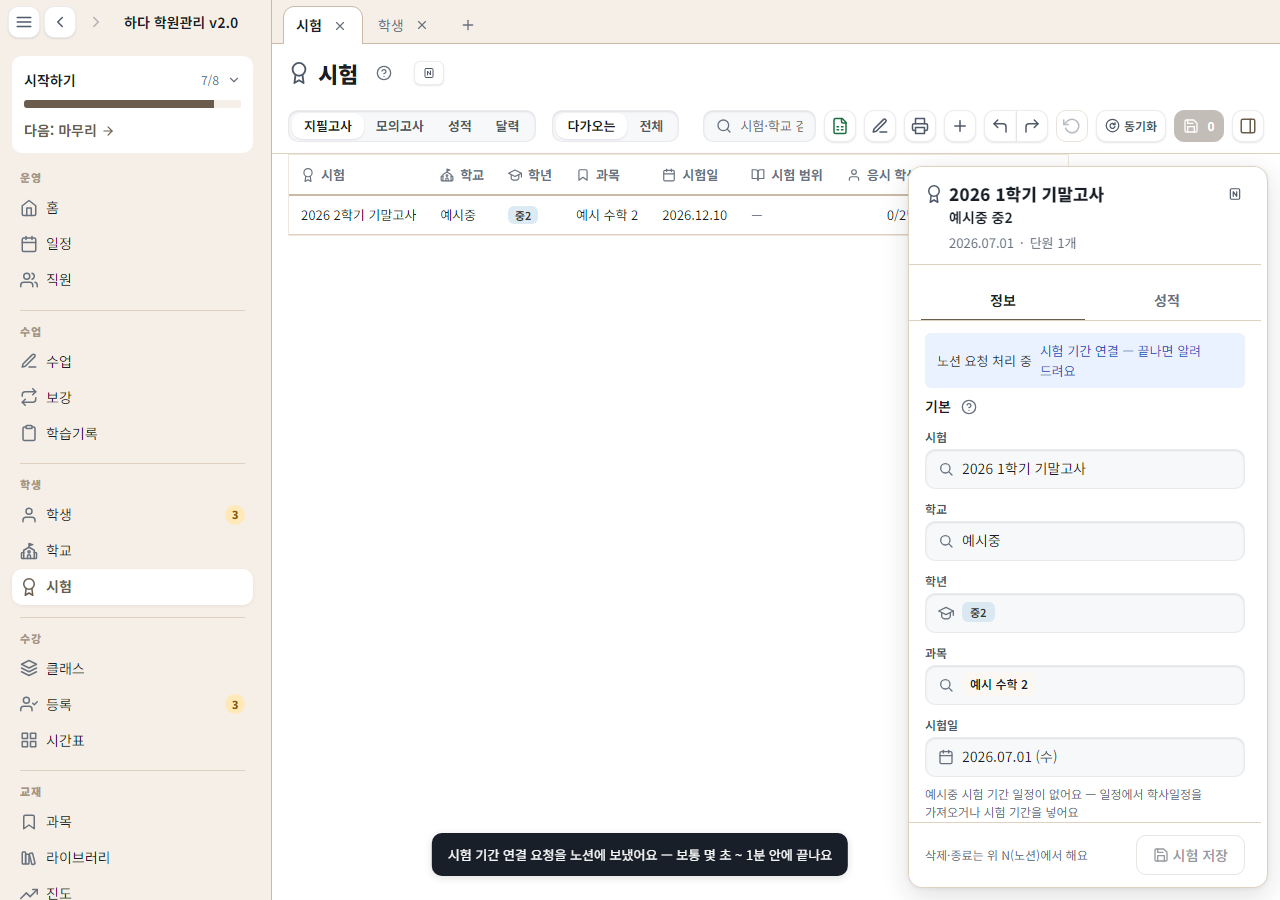 하다 학원관리 v2.0
시작하기 7/8
다음: 마무리 →
운영
홈
일정
직원
수업
수업
보강
학습기록
학생
학생 3
학교
시험
수강
클래스
등록 3
시간표
교재
과목
라이브러리
진도
시험 학생
시험
지필고사 모의고사 성적 달력
다가오는 전체
시험·학교 검
동기화
0
시험 학교 학년 과목 시험일 시험 범위 응시
2026 2학기 기말고사 예시중 중2 예시 수학 2 2026.12.10 —
2026 1학기 기말고사
예시중 중2
2026.07.01 · 단원 1개
정보 성적
노션 요청 처리 중 시험 기간 연결 — 끝나면 알려
드려요
기본
시험
2026 1학기 기말고사
학교
예시중
학년
중2
과목
예시 수학 2
시험일
2026.07.01 (수)
예시중 시험 기간 일정이 없어요 — 일정에서 학사일정을
가져오거나 시험 기간을 넣어요
삭제·종료는 위 N(노션)에서 해요
시험 저장
시험 기간 연결 요청을 노션에 보냈어요 — 보통 몇 초 ~ 1분 안에 끝나요